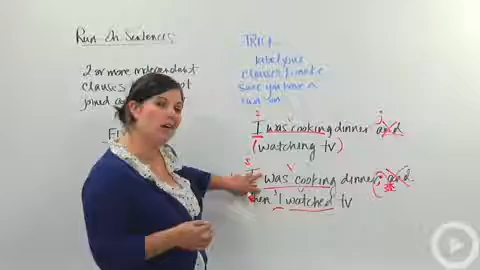 Run On Sentences
2 or more independent
clauses
joined
TRICK
label your
clauses to make
sure you have a
run on
S V ;
I was cooking dinner and
(watching tv)
S V
I was cooking dinner, and
then I watched tv